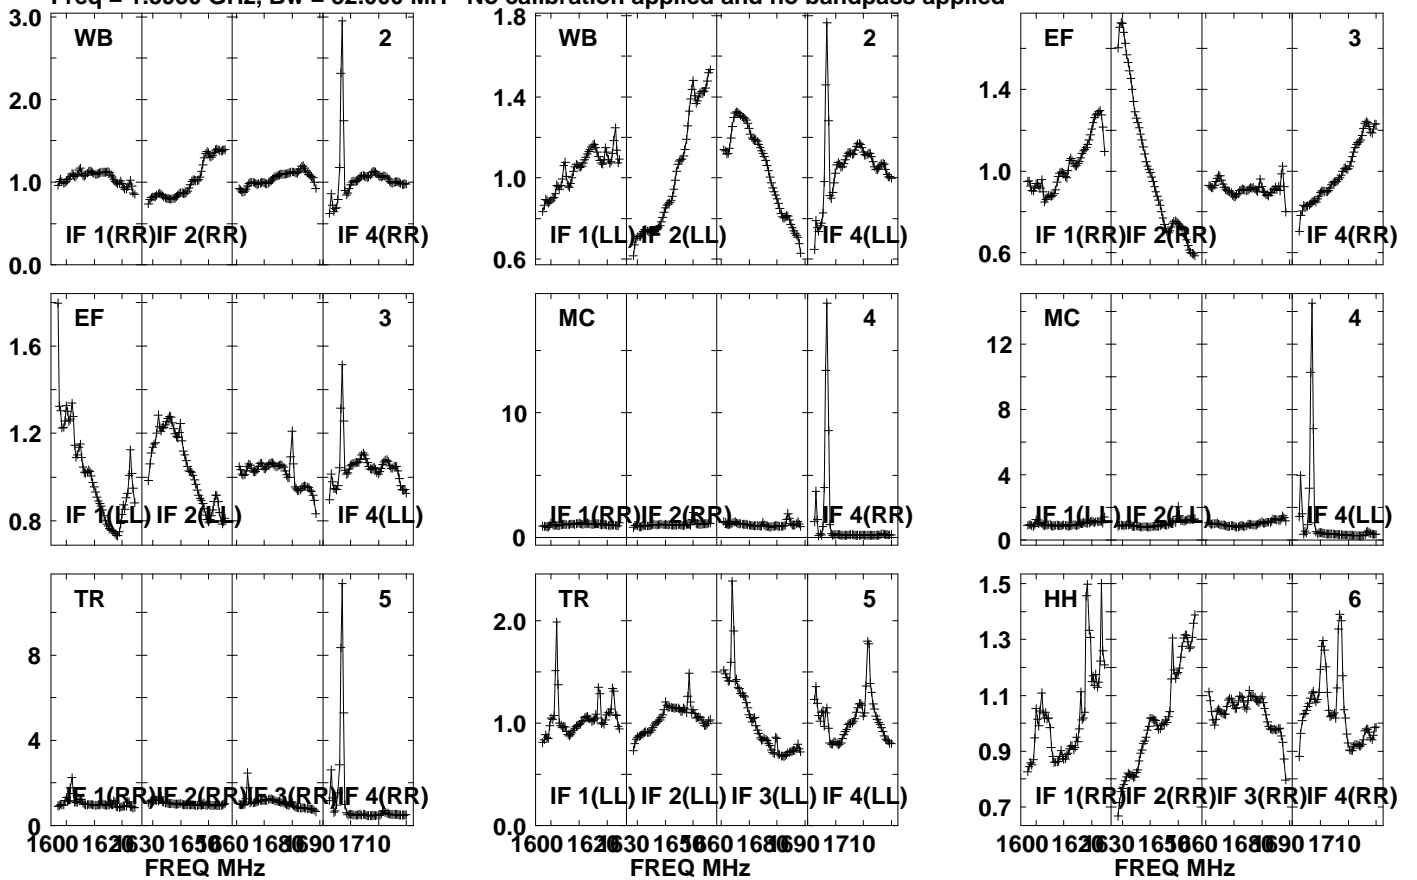 Freq = GHz, Bw = MH No calibration applied and no bandpass applied
3.0 WB 2
2.0
1.0
0.0
IF 1(RR) IF 2(RR) IF 4(RR)
1.8 WB 2
1.4
1.0
0.6
IF 1(LL) IF 2(LL) IF 4(LL)
EF 3
1.4
1.0
0.6
IF 1(RR) IF 2(RR) IF 4(RR)
EF 3
1.6
1.2
0.8
IF 1(LL) IF 2(LL) IF 4(LL)
MC 4
10
0
IF 1(RR) IF 2(RR) IF 4(RR)
MC 4
12
8
4
0
IF 1(LL) IF 2(LL) IF 4(LL)
TR 5
8
4
0
IF 1(RR) IF 2(RR) IF 3(RR) IF 4(RR)
1600 1620 1630 1650 1660 1680 1690 1710
FREQ MHz
TR 5
2.0
1.0
0.0
IF 1(LL) IF 2(LL) IF 3(LL) IF 4(LL)
1600 1620 1630 1650 1660 1680 1690 1710
FREQ MHz
1.5 HH 6
1.3
1.1
0.9
0.7
IF 1(RR) IF 2(RR) IF 3(RR) IF 4(RR)
1600 1620 1630 1650 1660 1680 1690 1710
FREQ MHz